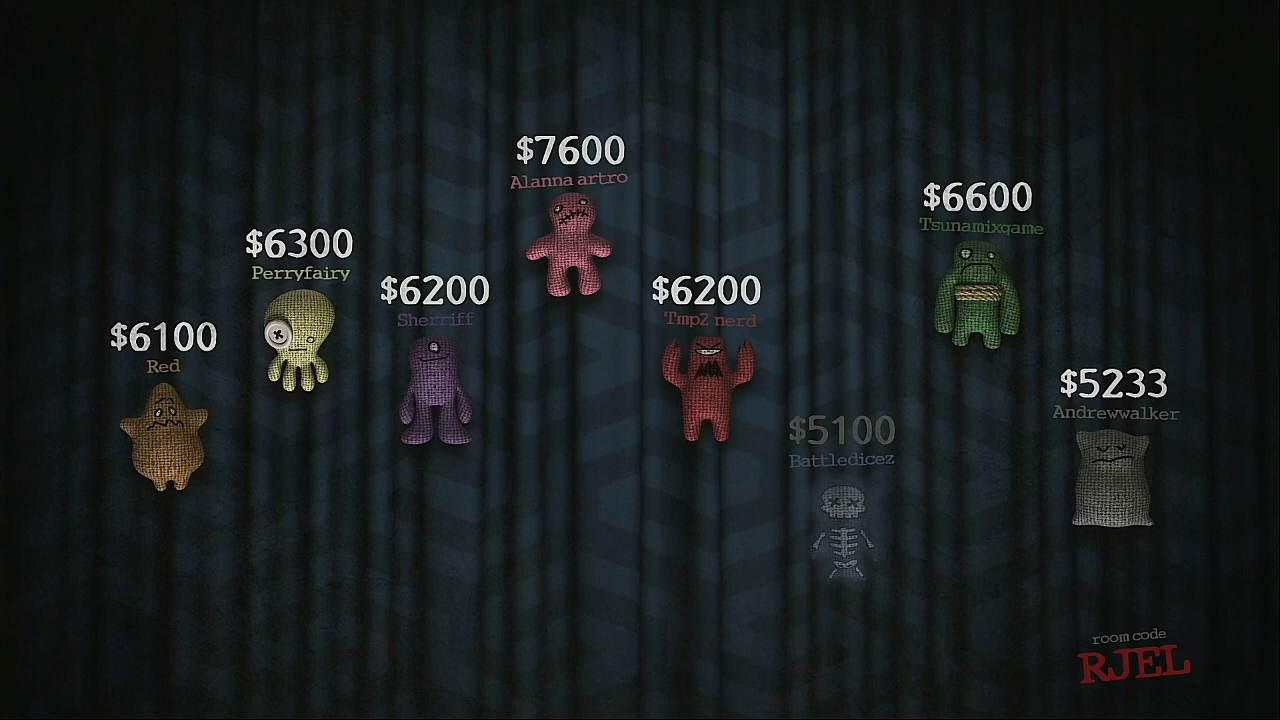 $7600
Alanna artro
$6600
Tsunamixgame
$6300
Perryfairy
$6200
Sherriff
$6200
Tmp2 nerd
$6100
Red
$5233
Andrewwalker
$5100
Battledicez
room code
RJEL